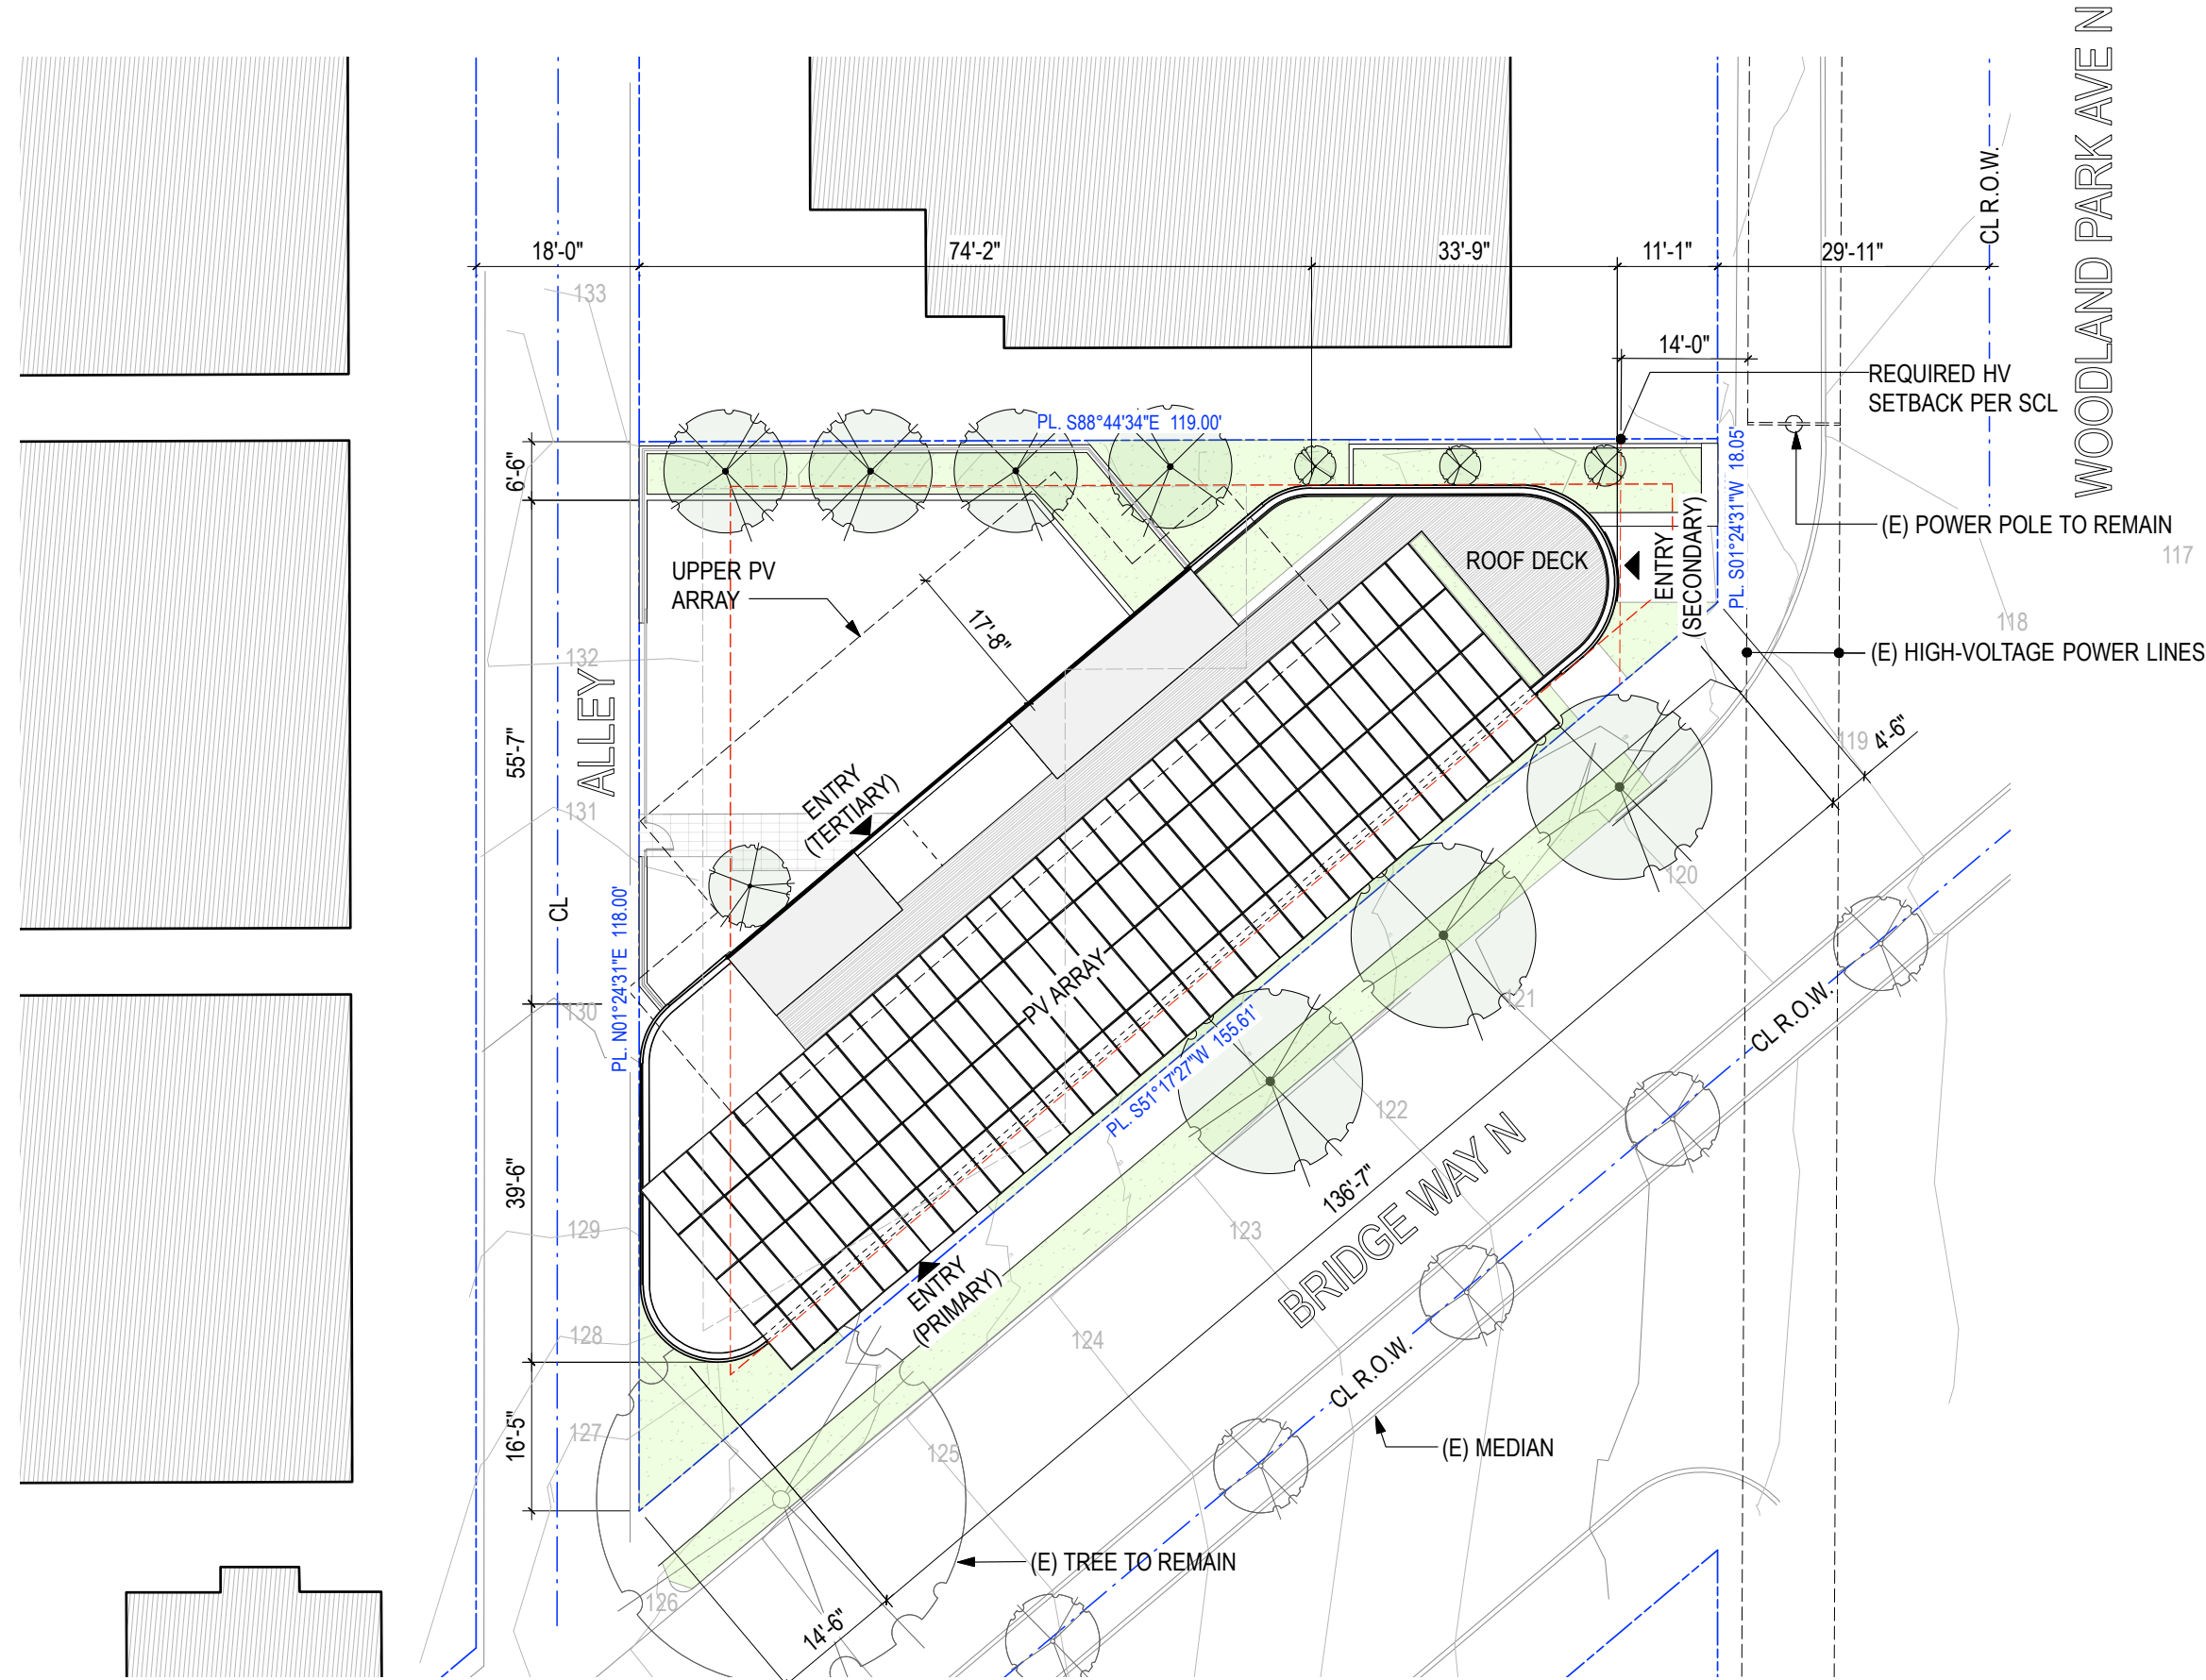 WOODLAND PARK AVE N
CL R.O.W.
18'-0"
74'-2"
33'-9"
11'-1"
29'-11"
133
14'-0"
REQUIRED HV
SETBACK PER SCL
PL. S88°44'34"E 119.00'
PL. S01°24'31"W 18.05'
6'-6"
(E) POWER POLE TO REMAIN
117
ROOF DECK
ENTRY
(SECONDARY)
UPPER PV
ARRAY
17'-8"
118
(E) HIGH-VOLTAGE POWER LINES
132
ALLEY
55'-7"
119
4'-6"
ENTRY
(TERTIARY)
131
120
CL
PL. N01°24'31"E 118.00'
130
PV ARRAY
121
CL R.O.W.
PL. S51°17'27"W 155.61'
122
39'-6"
136'-7"
BRIDGE WAY N
129
123
ENTRY
(PRIMARY)
128
124
CL R.O.W.
127
16'-5"
125
(E) MEDIAN
(E) TREE TO REMAIN
126
14'-6"